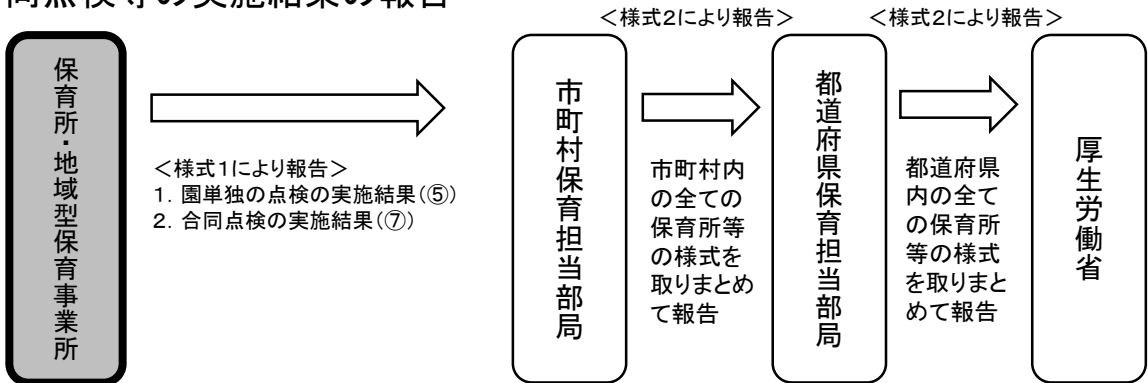 同点検等の実施結果の報告
＜様式２により報告＞
＜様式２により報告＞
保育所・地域型保育事業所
＜様式１により報告＞
１．園単独の点検の実施結果（⑤）
２．合同点検の実施結果（⑦）
市町村保育担当部局
市町村内
の全ての
保育所等
の様式を
取りまとめ
て報告
都道府県保育担当部局
都道府県
内の全て
の保育所
等の様式
を取りまと
めて報告
厚生労働省